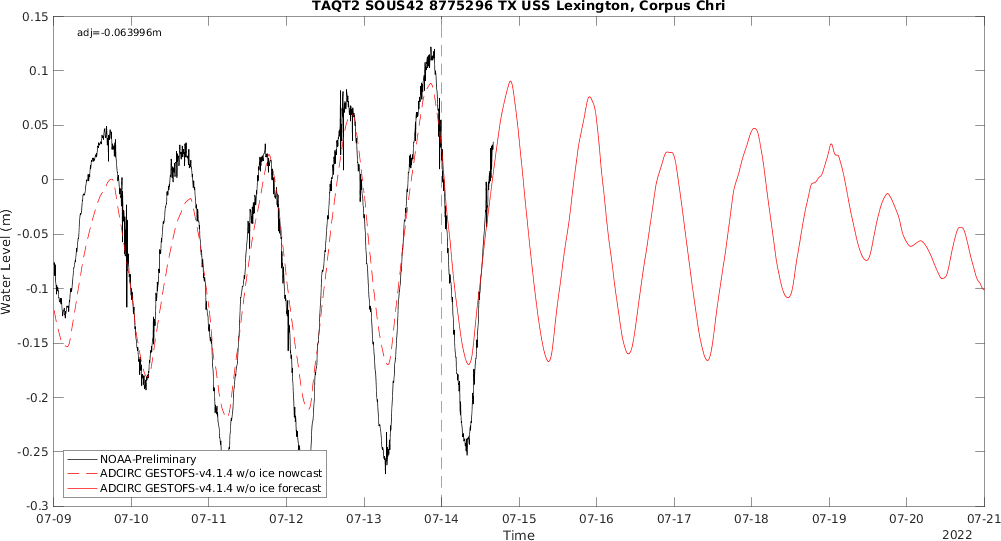 TAQT2 SOUS42 8775296 TX USS Lexington, Corpus Chri
adj=-0.063996m
0.15
0.1
0.05
0
-0.05
-0.1
-0.15
-0.2
-0.25
-0.3
Water Level (m)
NOAA-Preliminary
ADCIRC GESTOFS-v4.1.4 w/o ice nowcast
ADCIRC GESTOFS-v4.1.4 w/o ice forecast
07-09 07-10 07-11 07-12 07-13 07-14 07-15 07-16 07-17 07-18 07-19 07-20 07-21
Time
2022